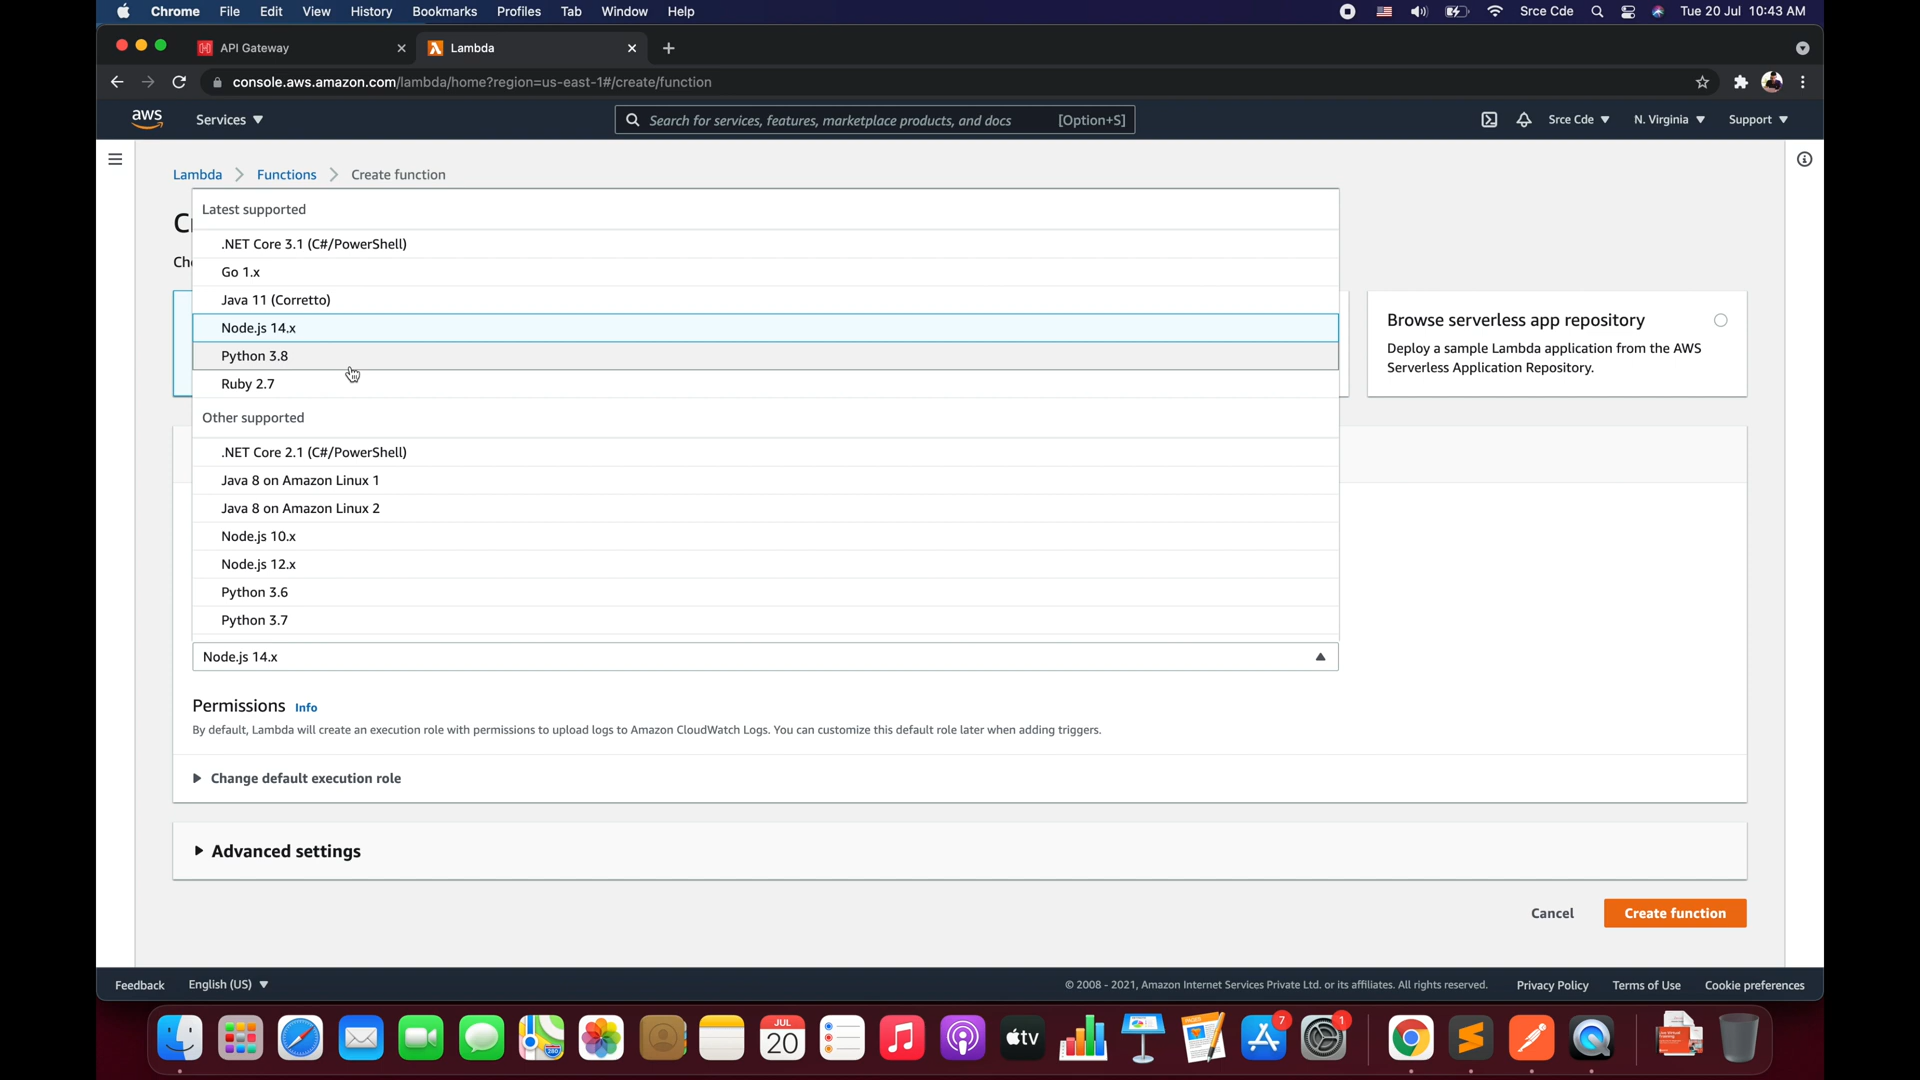 Chrome File Edit View History Bookmarks Profiles Tab Window Help Srce Cde Tue 20 Jul 10:43 AM
API Gateway Lambda
console.aws.amazon.com/lambda/home?region=us-east-1#/create/function
aws Services Search for services, features, marketplace products, and docs [Option+S] Srce Cde N. Virginia Support
Lambda Functions Create function
Latest supported
.NET Core 3.1 (C#/PowerShell)
Go 1.x
Java 11 (Corretto)
Node.js 14.x
Python 3.8
Ruby 2.7
Other supported
.NET Core 2.1 (C#/PowerShell)
Java 8 on Amazon Linux 1
Java 8 on Amazon Linux 2
Node.js 10.x
Node.js 12.x
Python 3.6
Python 3.7
Node.js 14.x
Browse serverless app repository
Deploy a sample Lambda application from the AWS
Serverless Application Repository.
Permissions Info
By default, Lambda will create an execution role with permissions to upload logs to Amazon CloudWatch Logs. You can customize this default role later when adding triggers.
Change default execution role
Advanced settings
Cancel Create function
Feedback English (US) © 2008 - 2021, Amazon Internet Services Private Ltd. or its affiliates. All rights reserved. Privacy Policy Terms of Use Cookie preferences
JUL
20
tv
7
1